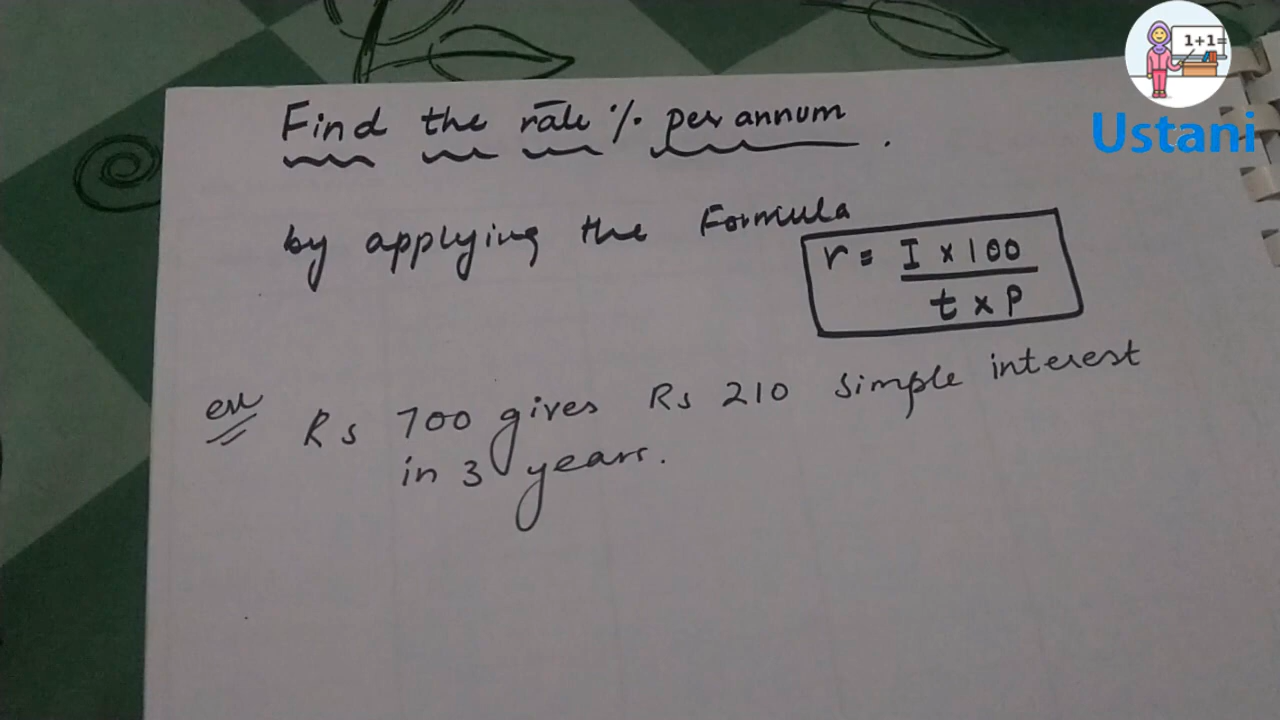 1+1=
Ustani
Find the rate % per annum.
by applying the Formula
r = I × 100
t × P
ex Rs 700 gives Rs 210 simple interest
in 3 years.